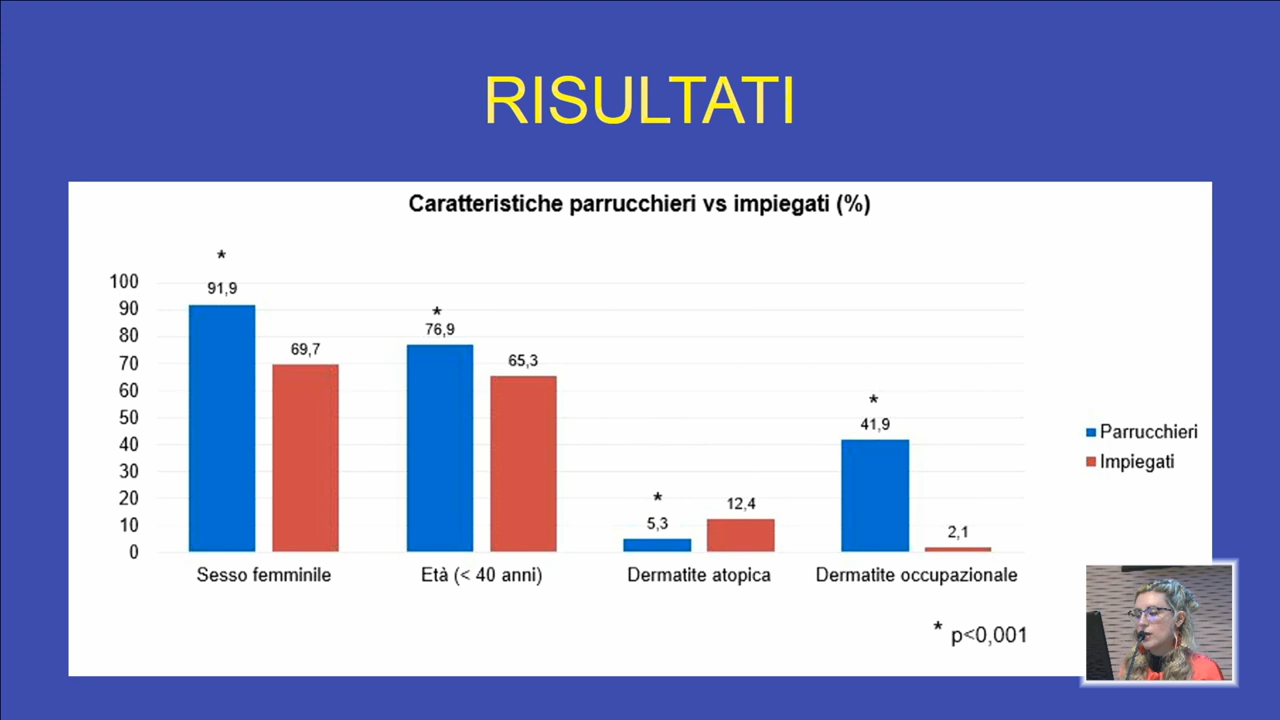 RISULTATI
Caratteristiche parrucchieri vs impiegati (%)
*
*
*
*
100
90
80
70
60
50
40
30
20
10
0
91,9
69,7
76,9
65,3
5,3
12,4
41,9
2,1
Sesso femminile
Età (< 40 anni)
Dermatite atopica
Dermatite occupazionale
Parrucchieri
Impiegati
* p<0,001